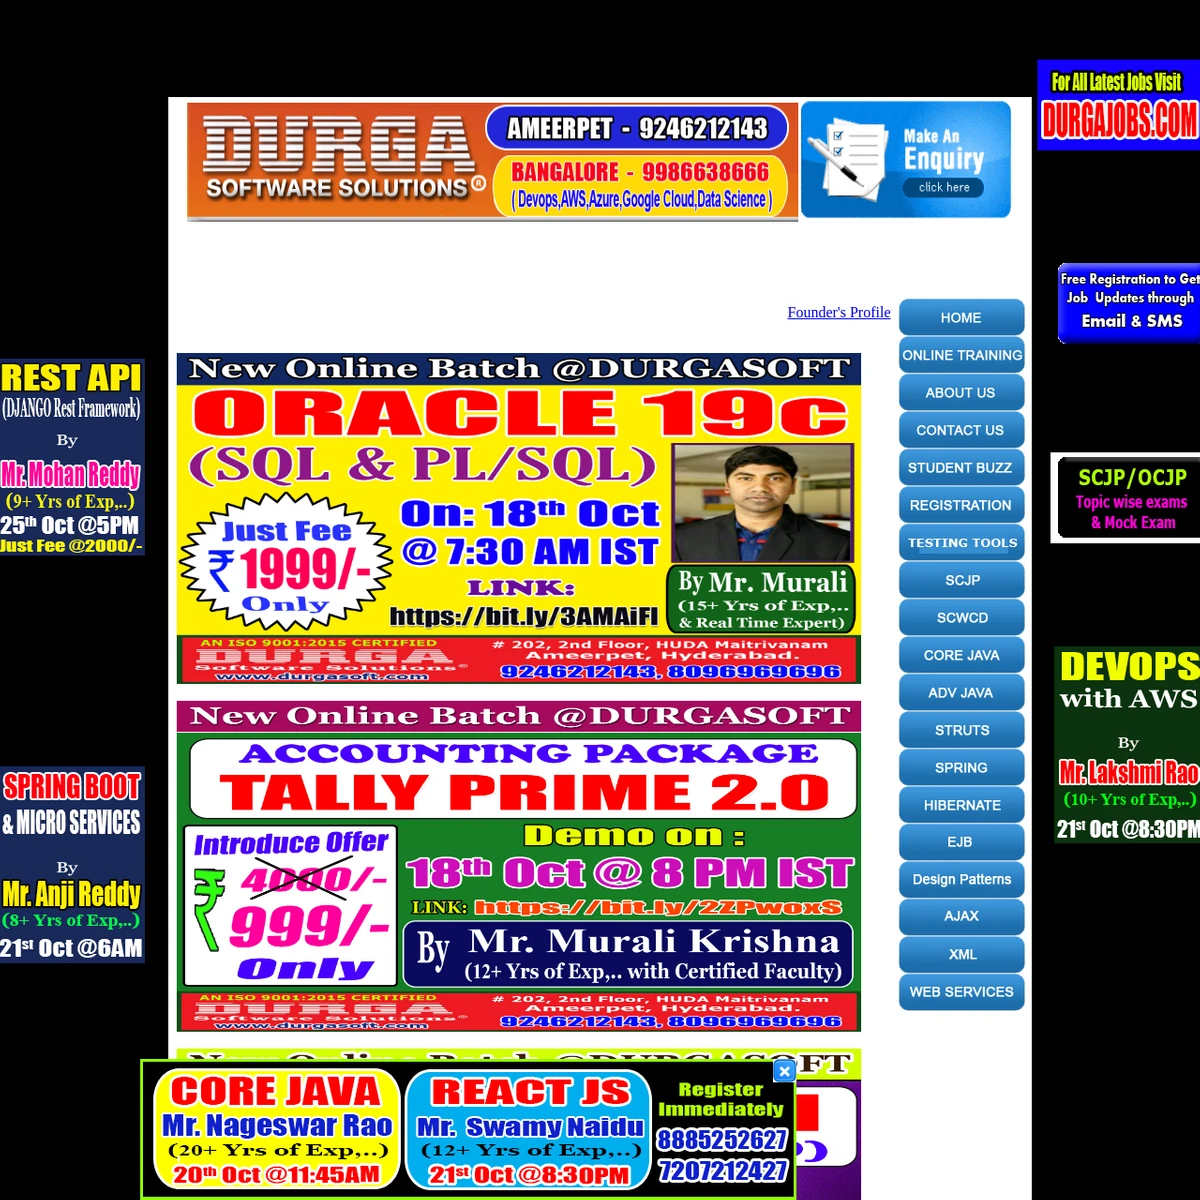 For All Latest Jobs Visit
DURGAJOBS.COM
DURGA
SOFTWARE SOLUTIONS®
AMEERPET - 9246212143
BANGALORE - 9986638666
( Devops,AWS,Azure,Google Cloud,Data Science )
Make An
Enquiry
click here
Free Registration to Get
Job Updates through
Email & SMS
Founder's Profile
HOME
ONLINE TRAINING
ABOUT US
CONTACT US
STUDENT BUZZ
REGISTRATION
TESTING TOOLS
SCJP
SCWCD
CORE JAVA
ADV JAVA
STRUTS
SPRING
HIBERNATE
EJB
Design Patterns
AJAX
XML
WEB SERVICES
REST API
(DJANGO Rest Framework)
By
Mr. Mohan Reddy
(9+ Yrs of Exp,..)
25th Oct @5PM
Just Fee @2000/-
New Online Batch @DURGASOFT
ORACLE 19c
(SQL & PL/SQL)
Just Fee
₹ 1999/-
Only
On: 18th Oct
@ 7:30 AM IST
LINK:
https://bit.ly/3AMAiFI
By Mr. Murali
(15+ Yrs of Exp,..
& Real Time Expert)
AN ISO 9001:2015 CERTIFIED
DURGA
Software Solutions®
www.durgasoft.com
# 202, 2nd Floor, HUDA Maitrivanam
Ameerpet, Hyderabad.
9246212143, 8096969696
SCJP/OCJP
Topic wise exams
& Mock Exam
DEVOPS
with AWS
By
Mr. Lakshmi Rao
(10+ Yrs of Exp,..)
21st Oct @8:30PM
New Online Batch @DURGASOFT
ACCOUNTING PACKAGE
TALLY PRIME 2.0
Introduce Offer
₹ 4000/-
999/-
Only
Demo on :
18th Oct @ 8 PM IST
LINK: https://bit.ly/2ZPwoxS
By Mr. Murali Krishna
(12+ Yrs of Exp,.. with Certified Faculty)
AN ISO 9001:2015 CERTIFIED
DURGA
Software Solutions®
www.durgasoft.com
# 202, 2nd Floor, HUDA Maitrivanam
Ameerpet, Hyderabad.
9246212143, 8096969696
SPRING BOOT
& MICRO SERVICES
By
Mr. Anji Reddy
(8+ Yrs of Exp,..)
21st Oct @6AM
New Online Batch @DURGASOFT
CORE JAVA
Mr. Nageswar Rao
(20+ Yrs of Exp,..)
20th Oct @11:45AM
REACT JS
Mr. Swamy Naidu
(12+ Yrs of Exp,..)
21st Oct @8:30PM
Register
Immediately
8885252627
7207212427